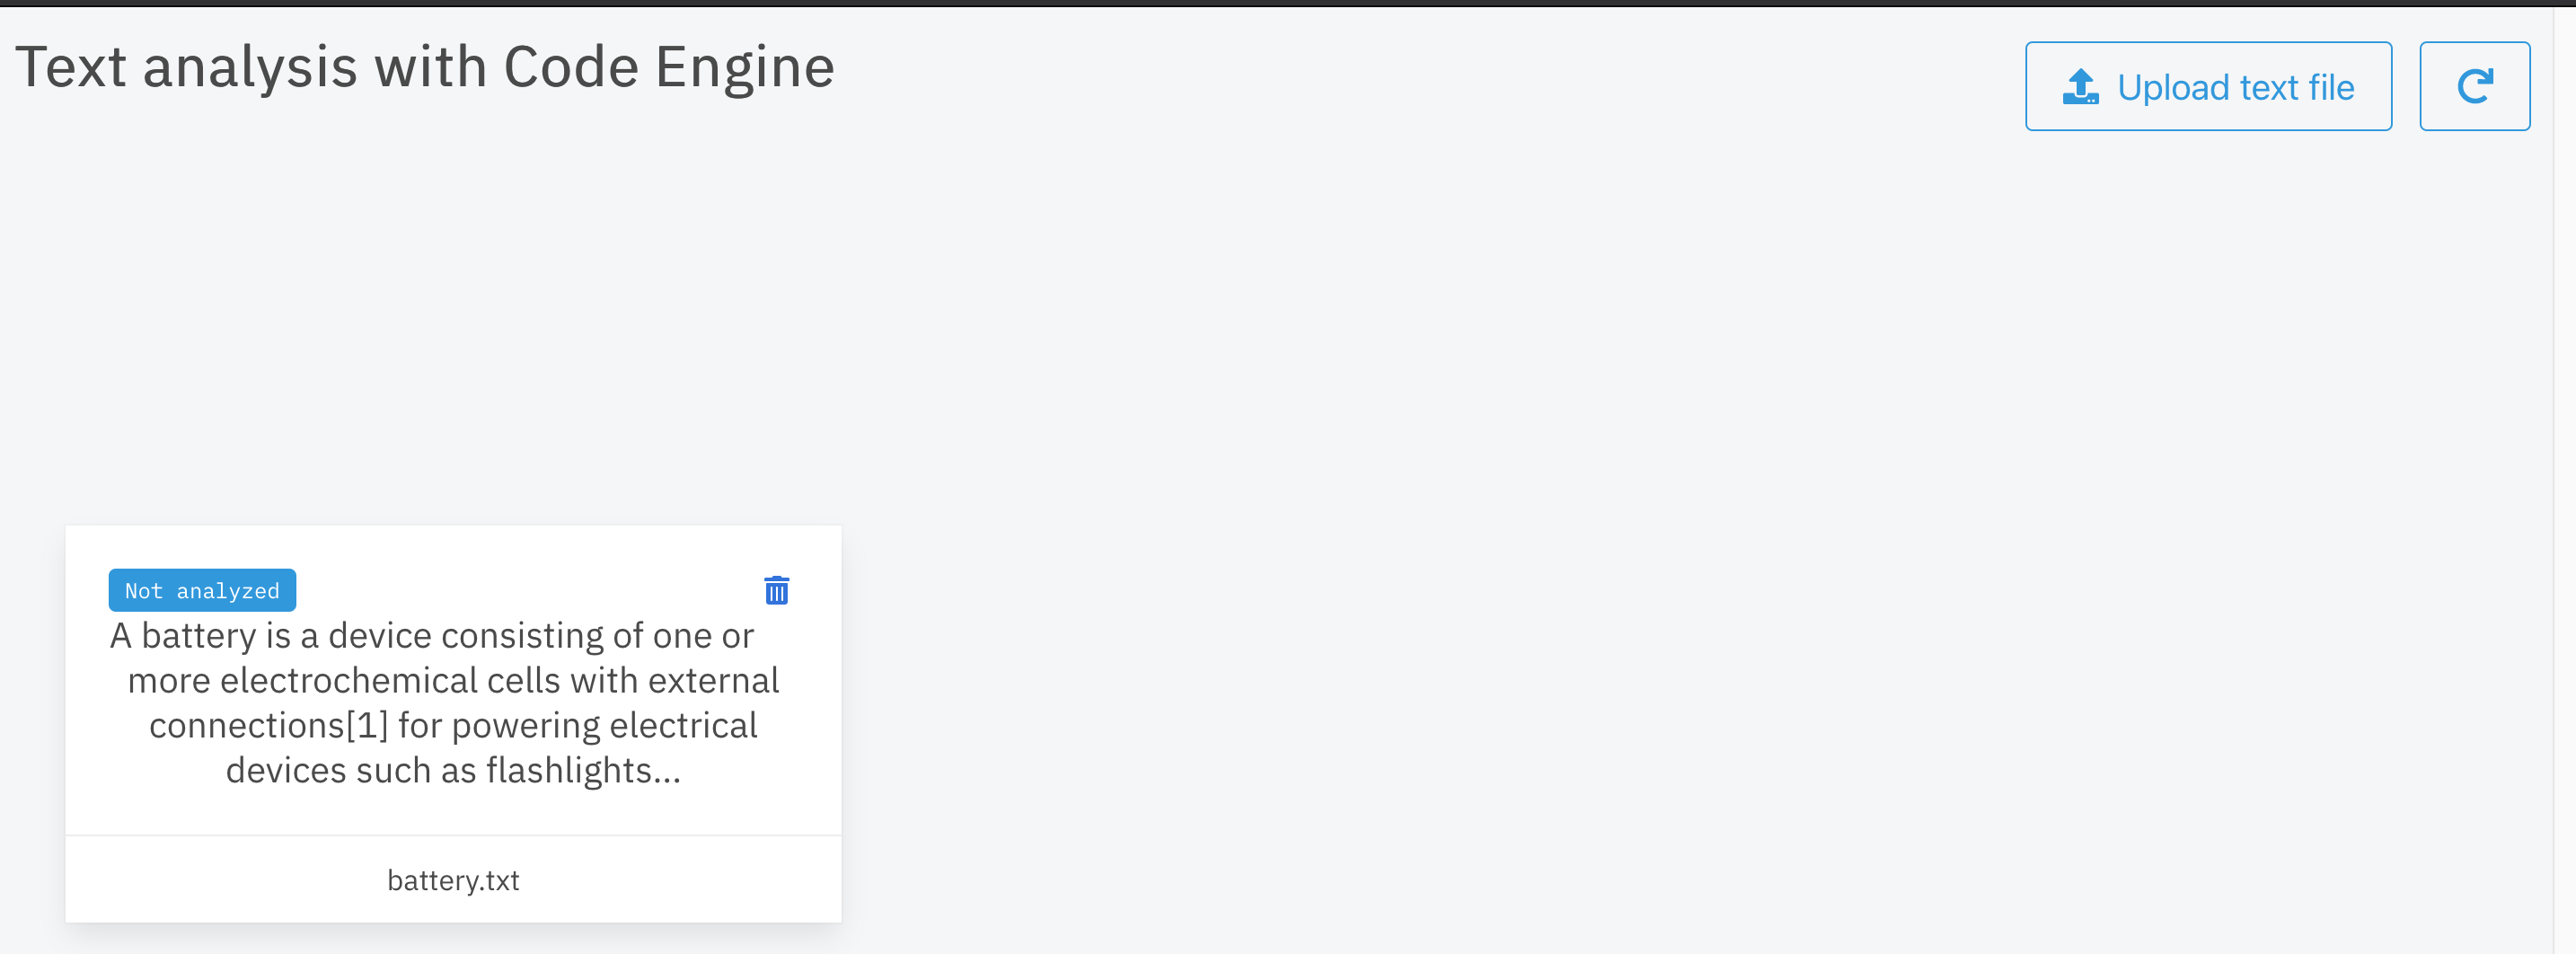 Text analysis with Code Engine
Upload text file
Not analyzed
A battery is a device consisting of one or
more electrochemical cells with external
connections[1] for powering electrical
devices such as flashlights...
battery.txt